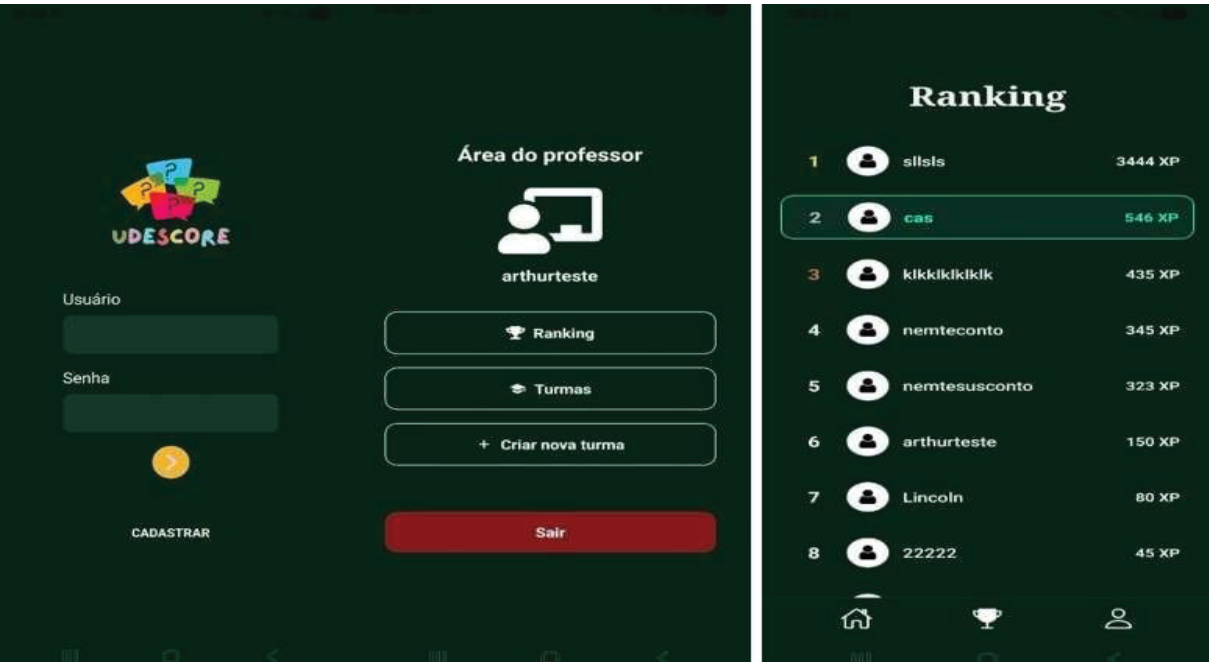 UDESCORE
Usuário
Senha
CADASTRAR
Área do professor
arthurteste
Ranking
Turmas
+ Criar nova turma
Sair
Ranking
1 sllsls 3444 XP
2 cas 546 XP
3 klkklklklklk 435 XP
4 nemteconto 345 XP
5 nemtesusconto 323 XP
6 arthurteste 150 XP
7 Lincoln 80 XP
8 22222 45 XP